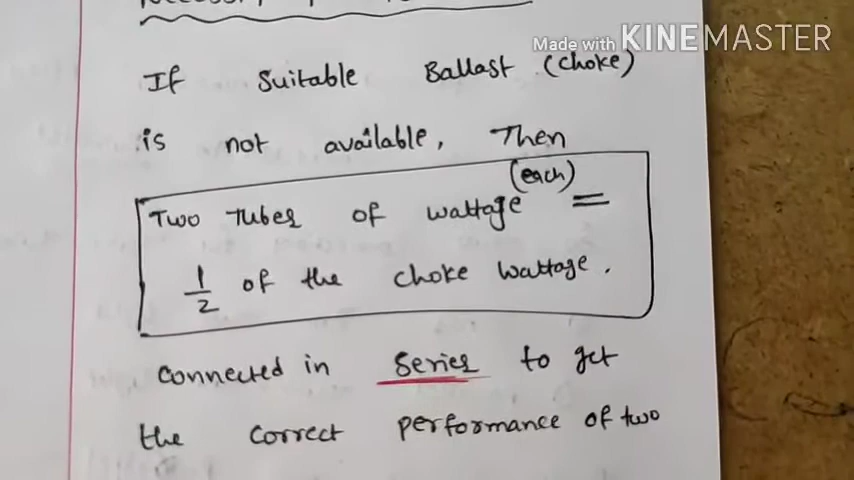 Made with KINEMASTER
If Suitable Ballast (choke)
is not available, Then
(each)
Two tubes of wattage =
1/2 of the choke wattage.
connected in series to get
the correct performance of two